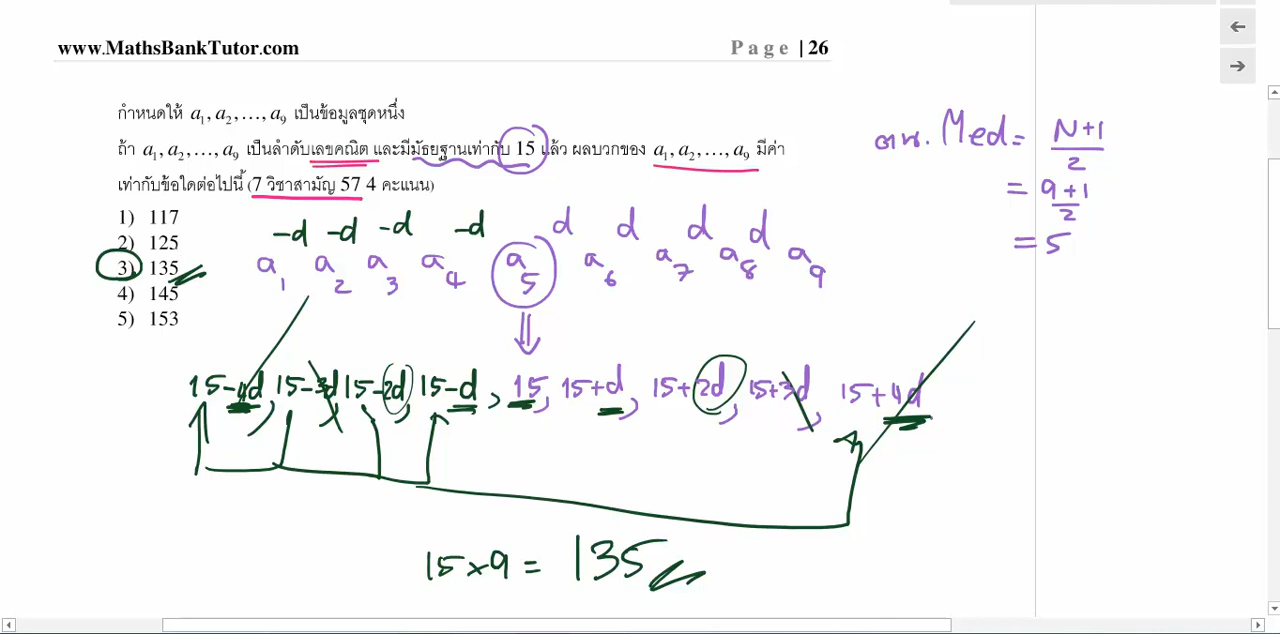 www.MathsBankTutor.com
Page | 26
กำหนดให้ a₁, a₂, ..., a₉ เป็นข้อมูลชุดหนึ่ง
ถ้า a₁, a₂, ..., a₉ เป็นลำดับเลขคณิต และมีมัธยฐานเท่ากับ 15 แล้ว ผลบวกของ a₁, a₂, ..., a₉ มีค่า
เท่ากับข้อใดต่อไปนี้ (7 วิชาสามัญ 57 4 คะแนน)
1) 117
2) 125
3) 135
4) 145
5) 153
ตน. Med = N+1
2
= 9+1
2
= 5
-d -d -d -d d d d d
a₁ a₂ a₃ a₄ a₅ a₆ a₇ a₈ a₉
15-4d, 15-3d, 15-2d, 15-d, 15, 15+d, 15+2d, 15+3d, 15+4d
15×9 = 135